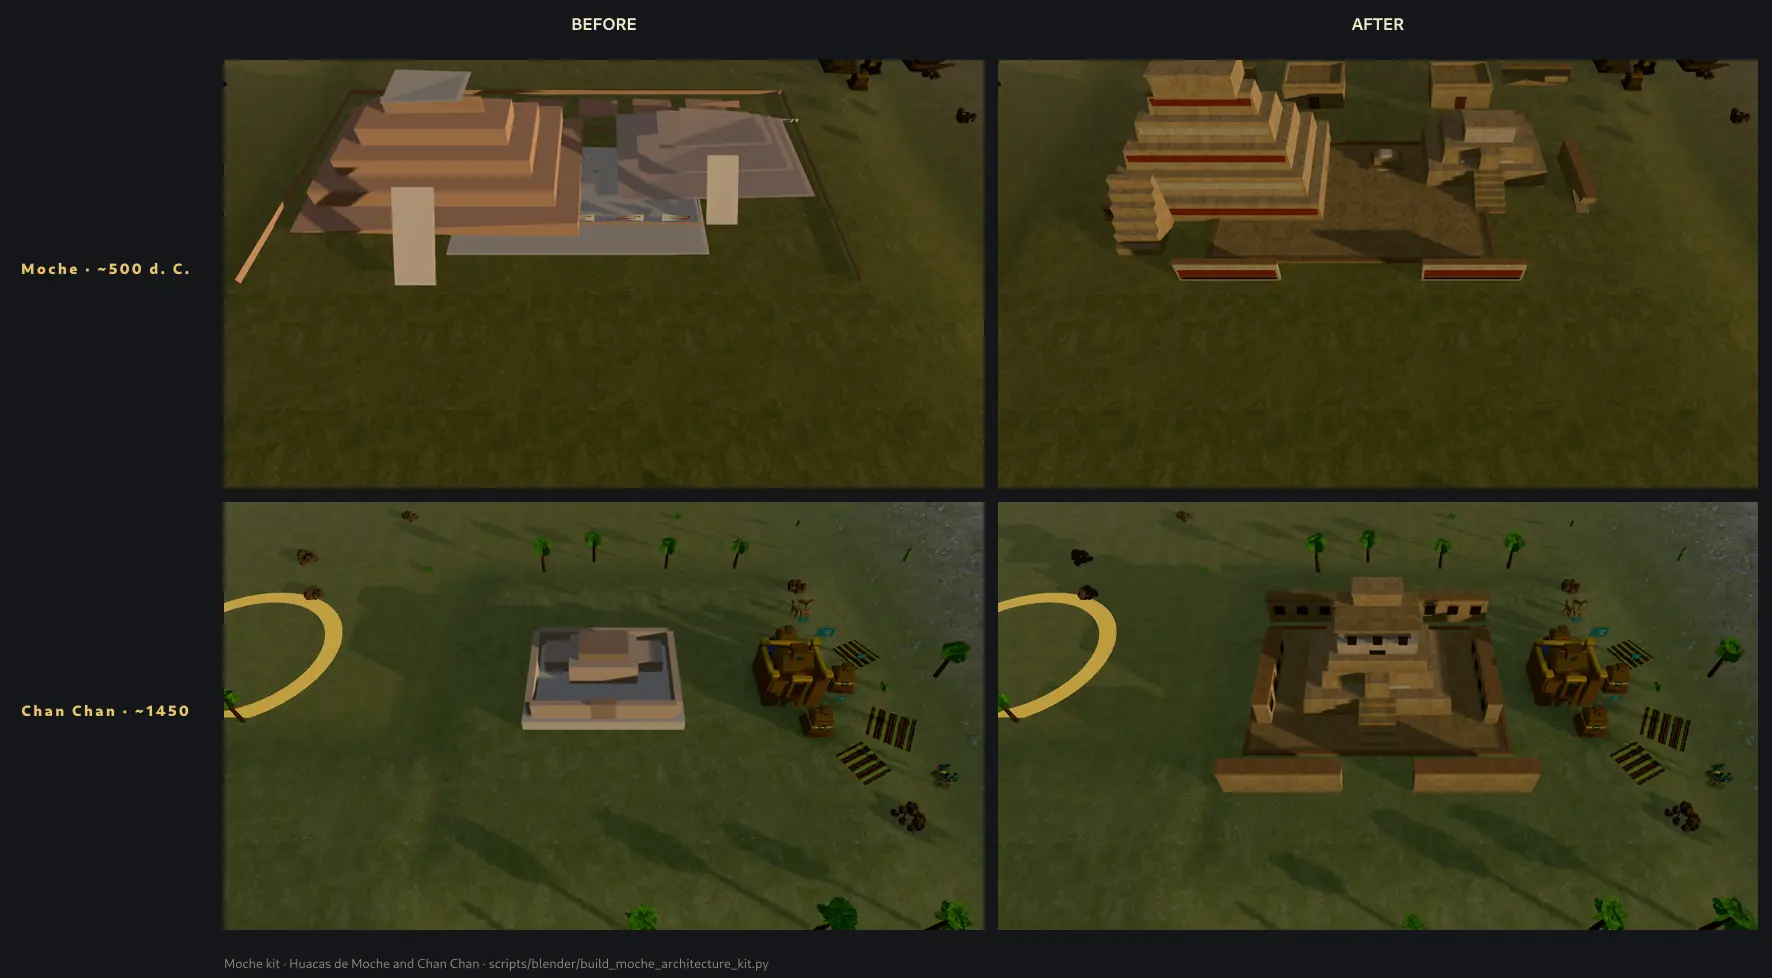 BEFORE
AFTER
Moche · ~500 d. C.
Chan Chan · ~1450
Moche kit · Huacas de Moche and Chan Chan · scripts/blender/build_moche_architecture_kit.py